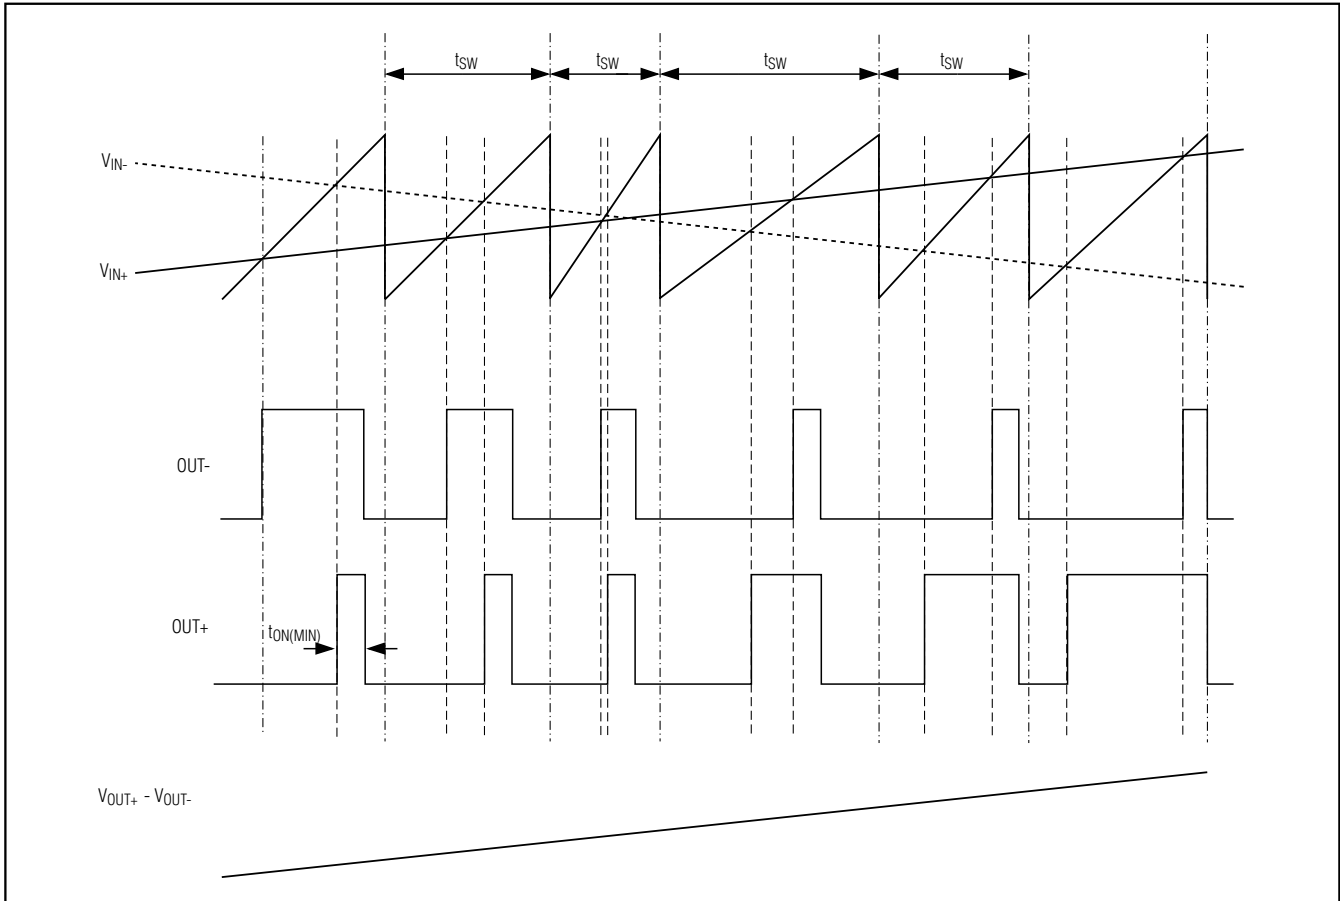 tSW tSW tSW tSW
VIN-
VIN+
OUT-
OUT+
tON(MIN)
VOUT+ - VOUT-